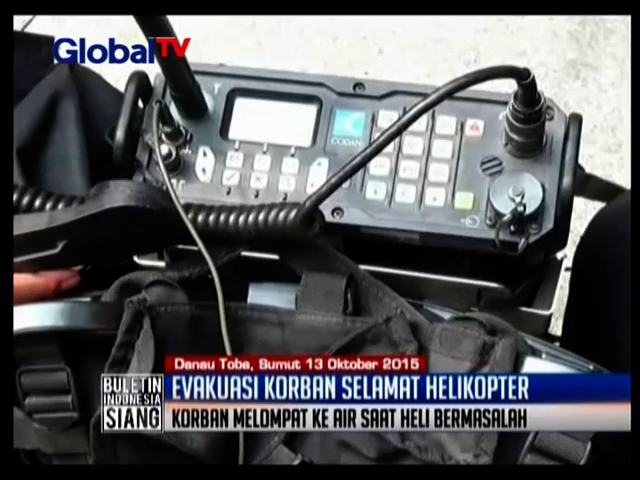 GlobalTV
CODAN
Danau Toba, Sumut 13 Oktober 2015
BULETIN
INDONESIA
SIANG
EVAKUASI KORBAN SELAMAT HELIKOPTER
KORBAN MELOMPAT KE AIR SAAT HELI BERMASALAH